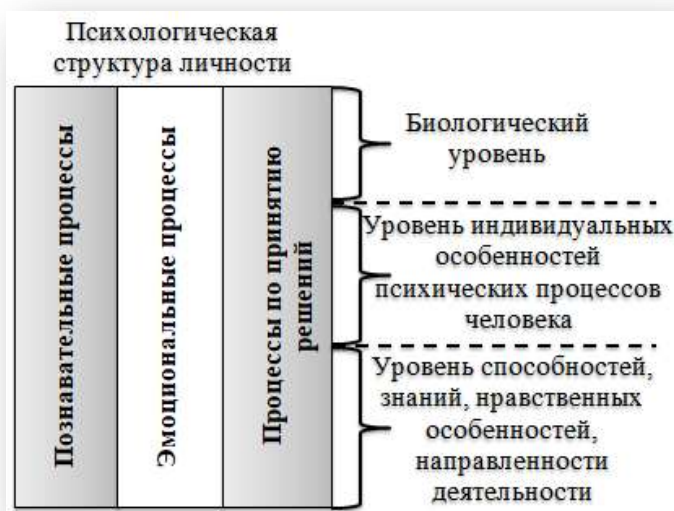 Психологическая
структура личности
Познавательные процессы
Эмоциональные процессы
Процессы по принятию
решений
Биологический
уровень
Уровень индивидуальных
особенностей
психических процессов
человека
Уровень способностей,
знаний, нравственных
особенностей,
направленности
деятельности